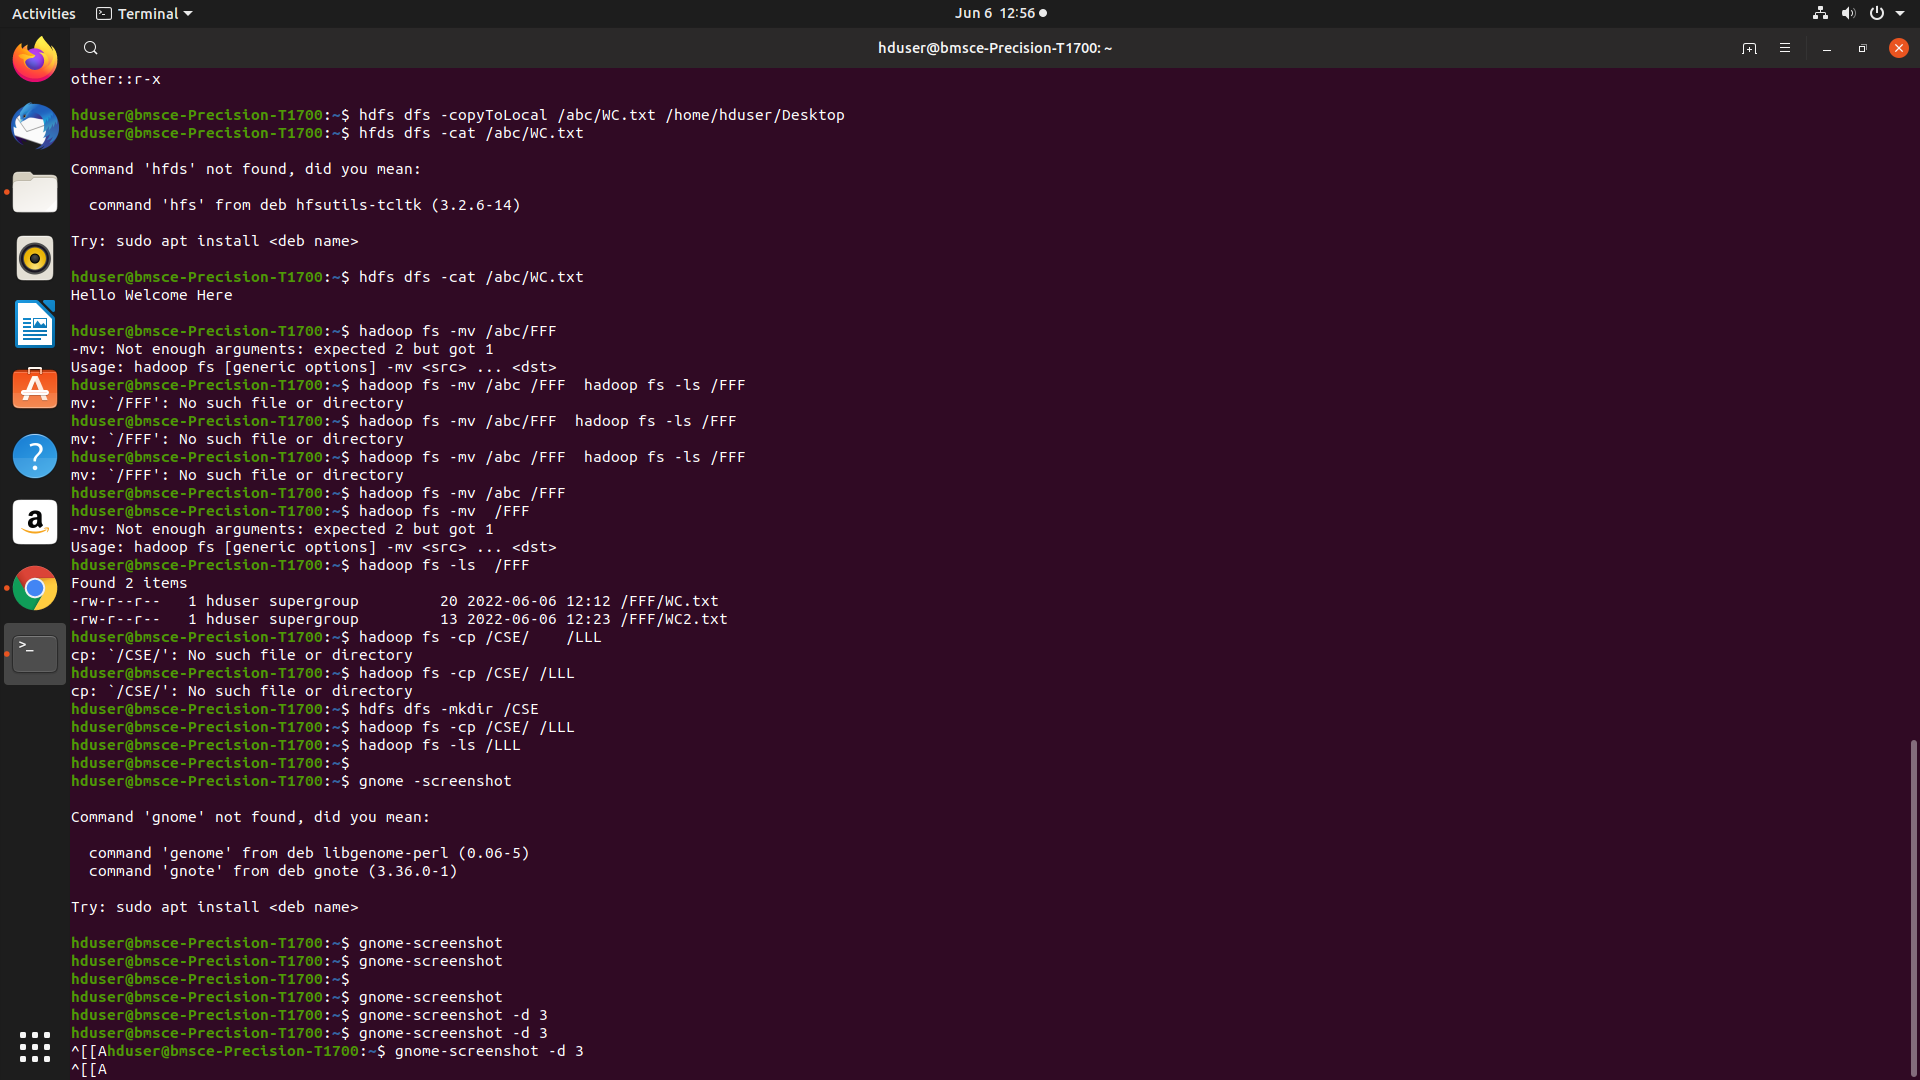 Activities
Terminal
Jun 6 12:56
hduser@bmsce-Precision-T1700: ~
other::r-x
hduser@bmsce-Precision-T1700:~$ hdfs dfs -copyToLocal /abc/WC.txt /home/hduser/Desktop
hduser@bmsce-Precision-T1700:~$ hfds dfs -cat /abc/WC.txt
Command 'hfds' not found, did you mean:
command 'hfs' from deb hfsutils-tcltk (3.2.6-14)
Try: sudo apt install <deb name>
hduser@bmsce-Precision-T1700:~$ hdfs dfs -cat /abc/WC.txt
Hello Welcome Here
hduser@bmsce-Precision-T1700:~$ hadoop fs -mv /abc/FFF
-mv: Not enough arguments: expected 2 but got 1
Usage: hadoop fs [generic options] -mv <src> ... <dst>
hduser@bmsce-Precision-T1700:~$ hadoop fs -mv /abc /FFF  hadoop fs -ls /FFF
mv: `/FFF': No such file or directory
hduser@bmsce-Precision-T1700:~$ hadoop fs -mv /abc/FFF  hadoop fs -ls /FFF
mv: `/FFF': No such file or directory
hduser@bmsce-Precision-T1700:~$ hadoop fs -mv /abc /FFF  hadoop fs -ls /FFF
mv: `/FFF': No such file or directory
hduser@bmsce-Precision-T1700:~$ hadoop fs -mv /abc /FFF
hduser@bmsce-Precision-T1700:~$ hadoop fs -mv  /FFF
-mv: Not enough arguments: expected 2 but got 1
Usage: hadoop fs [generic options] -mv <src> ... <dst>
hduser@bmsce-Precision-T1700:~$ hadoop fs -ls  /FFF
Found 2 items
-rw-r--r--   1 hduser supergroup         20 2022-06-06 12:12 /FFF/WC.txt
-rw-r--r--   1 hduser supergroup         13 2022-06-06 12:23 /FFF/WC2.txt
hduser@bmsce-Precision-T1700:~$ hadoop fs -cp /CSE/    /LLL
cp: `/CSE/': No such file or directory
hduser@bmsce-Precision-T1700:~$ hadoop fs -cp /CSE/ /LLL
cp: `/CSE/': No such file or directory
hduser@bmsce-Precision-T1700:~$ hdfs dfs -mkdir /CSE
hduser@bmsce-Precision-T1700:~$ hadoop fs -cp /CSE/ /LLL
hduser@bmsce-Precision-T1700:~$ hadoop fs -ls /LLL
hduser@bmsce-Precision-T1700:~$
hduser@bmsce-Precision-T1700:~$ gnome -screenshot
Command 'gnome' not found, did you mean:
command 'genome' from deb libgenome-perl (0.06-5)
command 'gnote' from deb gnote (3.36.0-1)
Try: sudo apt install <deb name>
hduser@bmsce-Precision-T1700:~$ gnome-screenshot
hduser@bmsce-Precision-T1700:~$ gnome-screenshot
hduser@bmsce-Precision-T1700:~$
hduser@bmsce-Precision-T1700:~$ gnome-screenshot
hduser@bmsce-Precision-T1700:~$ gnome-screenshot -d 3
hduser@bmsce-Precision-T1700:~$ gnome-screenshot -d 3
^[[Ahduser@bmsce-Precision-T1700:~$ gnome-screenshot -d 3
^[[A